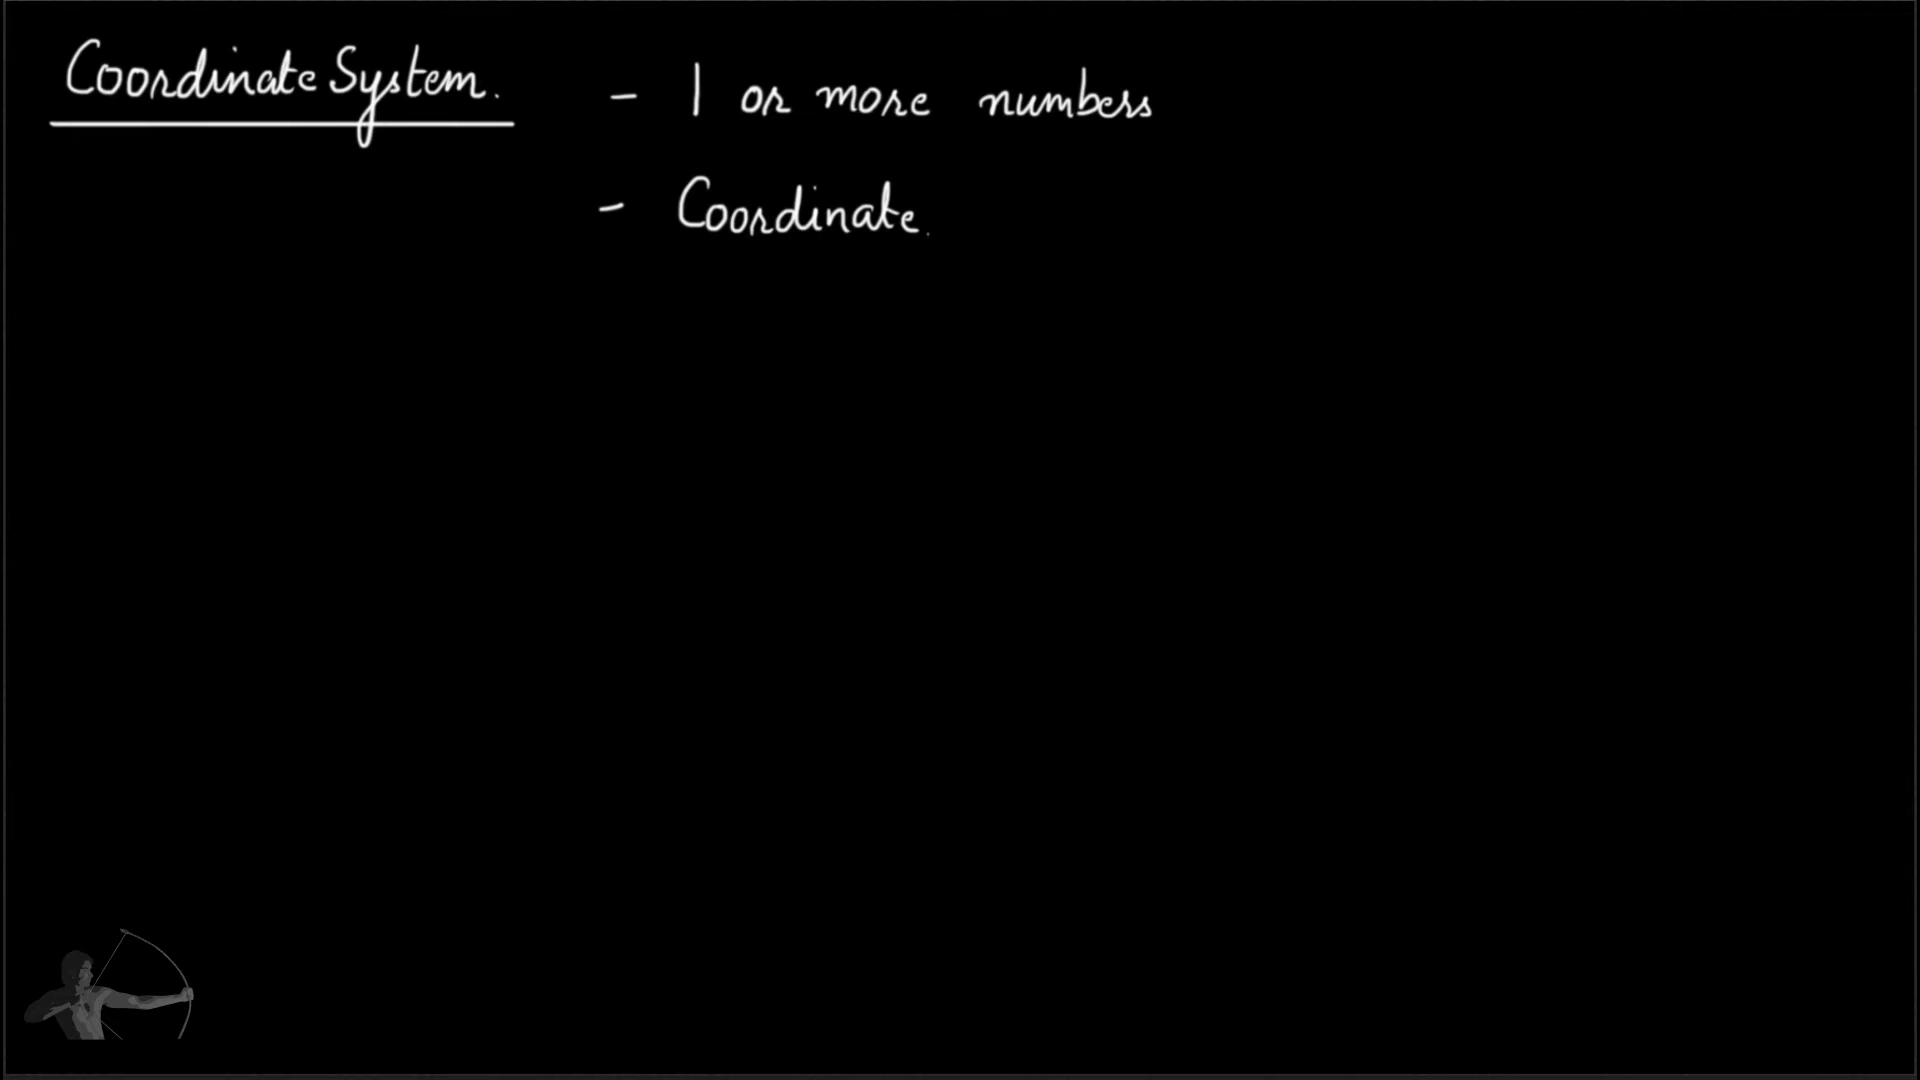 Coordinate System. - 1 or more numbers
- Coordinate.